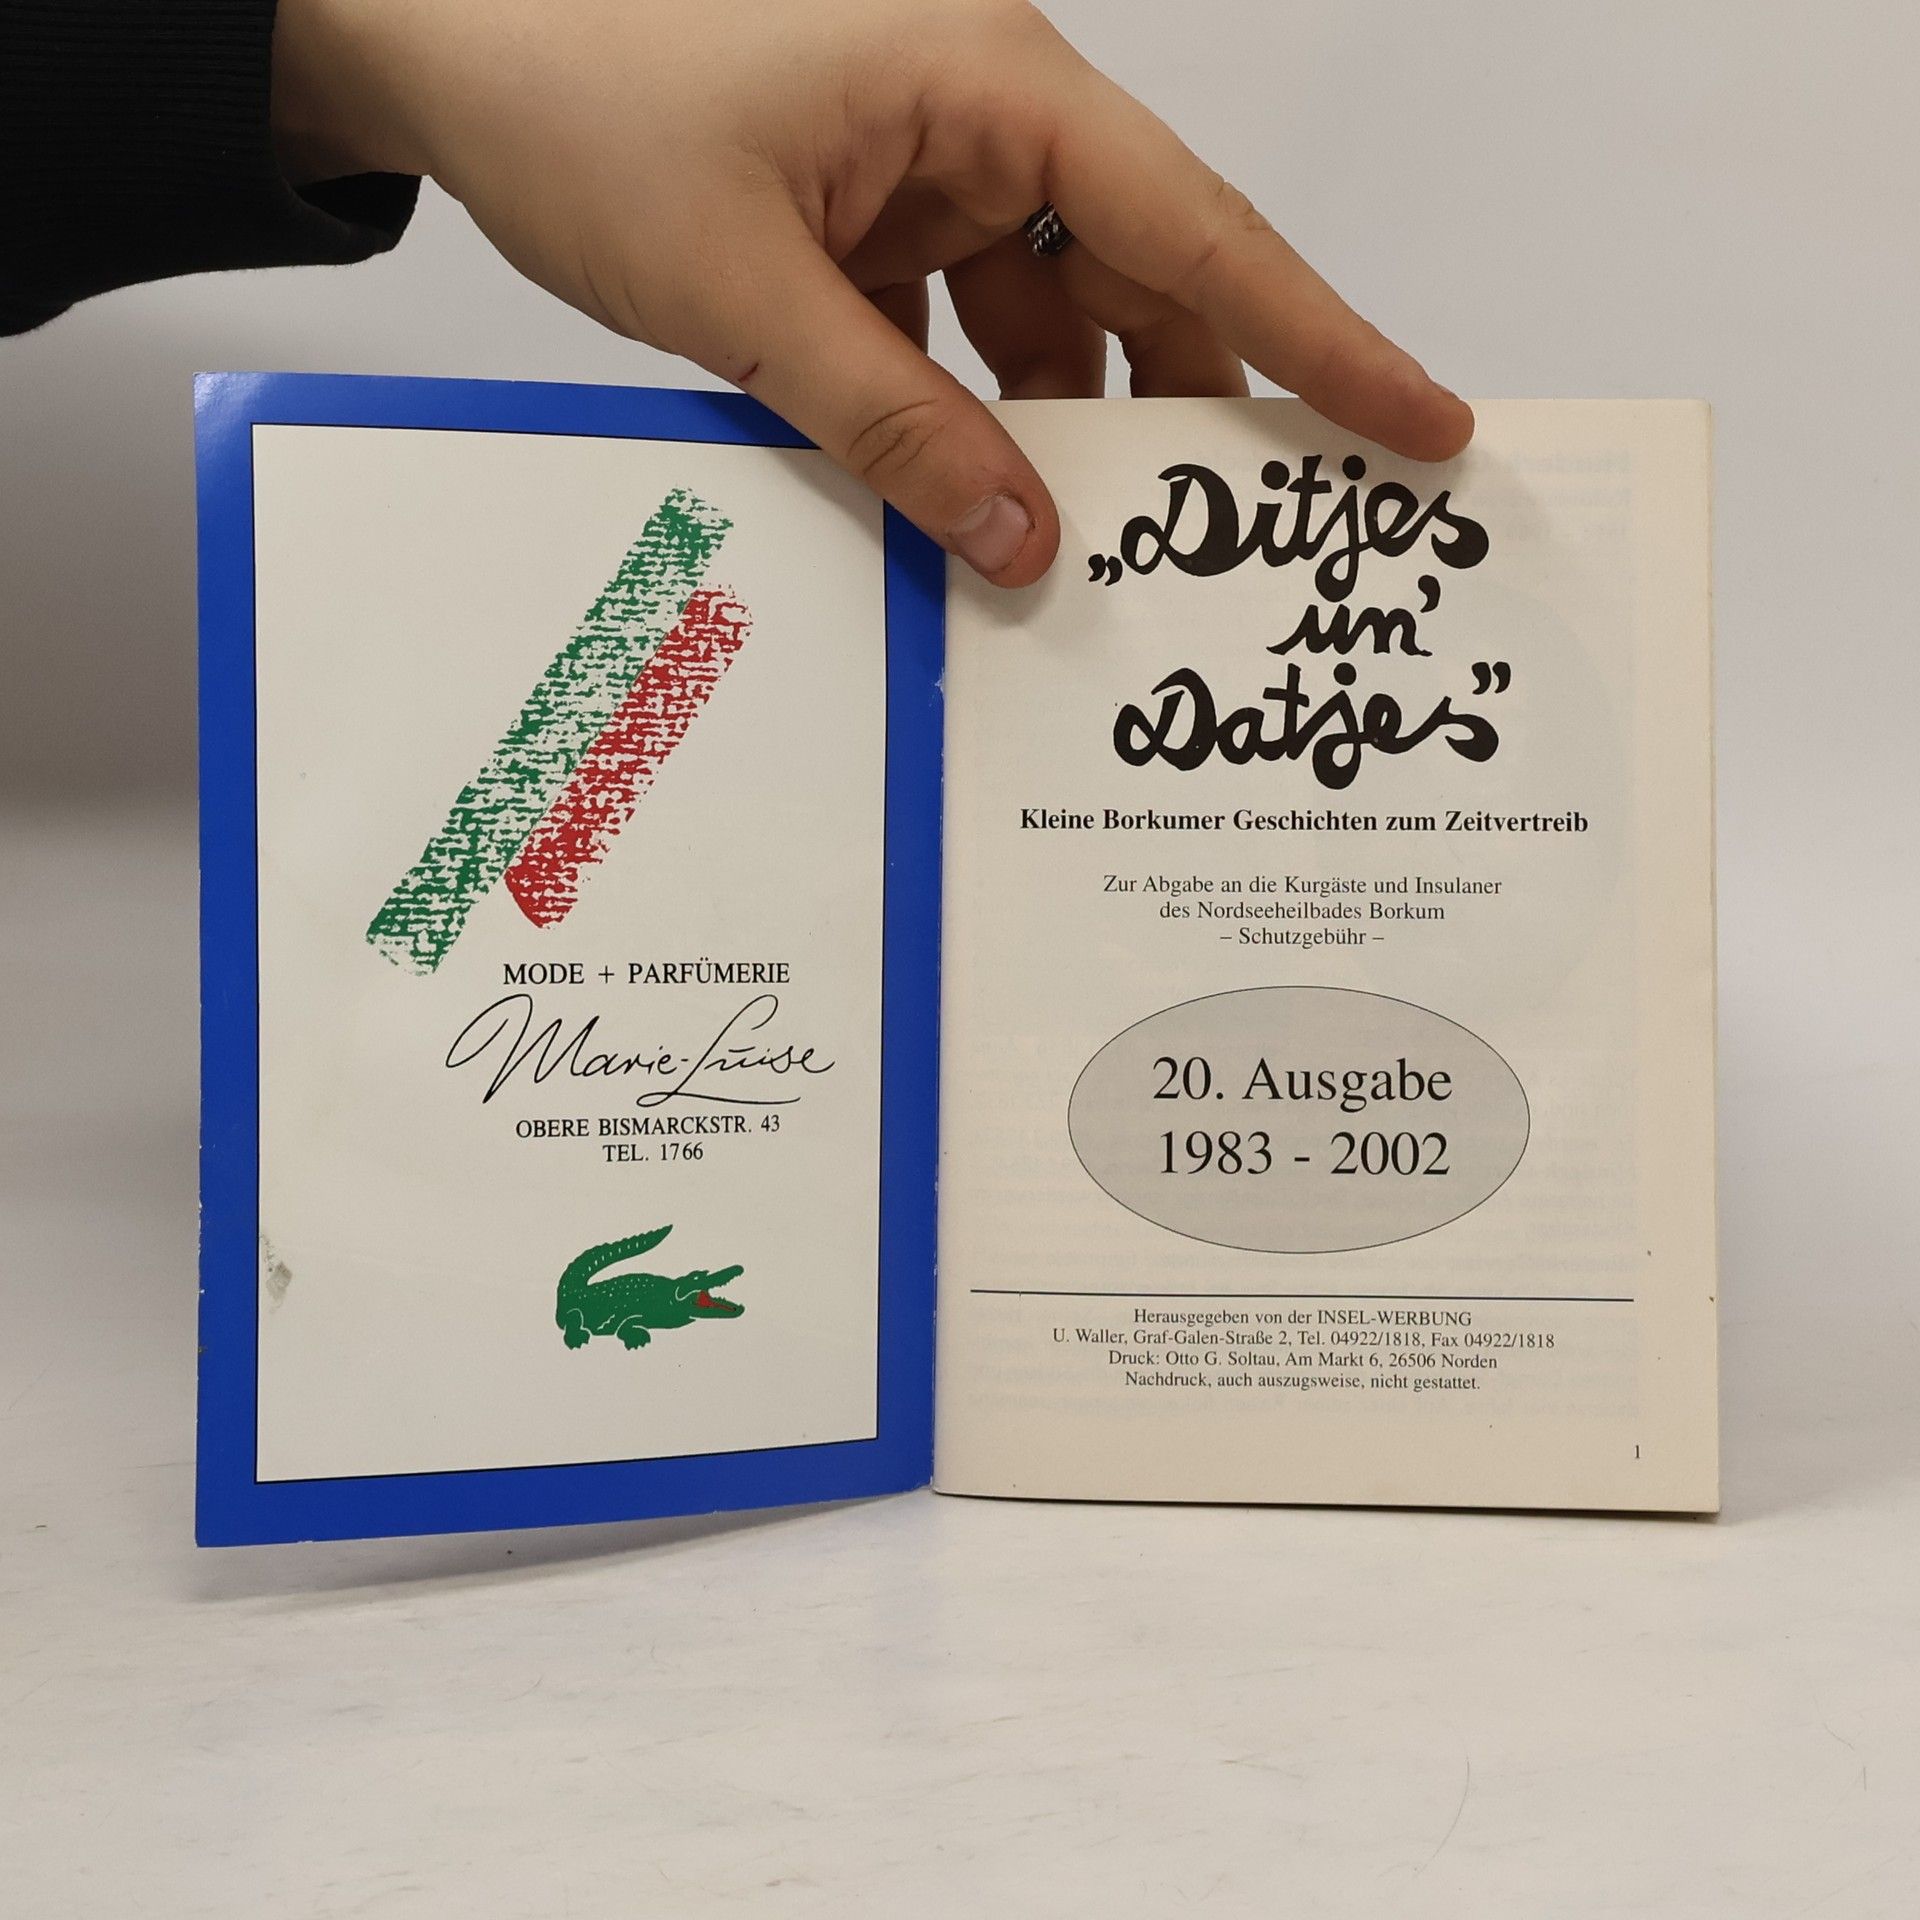 MODE + PARFÜMERIE
Marie-Luise
OBERE BISMARCKSTR. 43
TEL. 1766
„Ditjes
un'
Datjes”
Kleine Borkumer Geschichten zum Zeitvertreib
Zur Abgabe an die Kurgäste und Insulaner
des Nordseeheilbades Borkum
– Schutzgebühr –
20. Ausgabe
1983 - 2002
Herausgegeben von der INSEL-WERBUNG
U. Waller, Graf-Galen-Straße 2, Tel. 04922/1818, Fax 04922/1818
Druck: Otto G. Soltau, Am Markt 6, 26506 Norden
Nachdruck, auch auszugsweise, nicht gestattet.
1